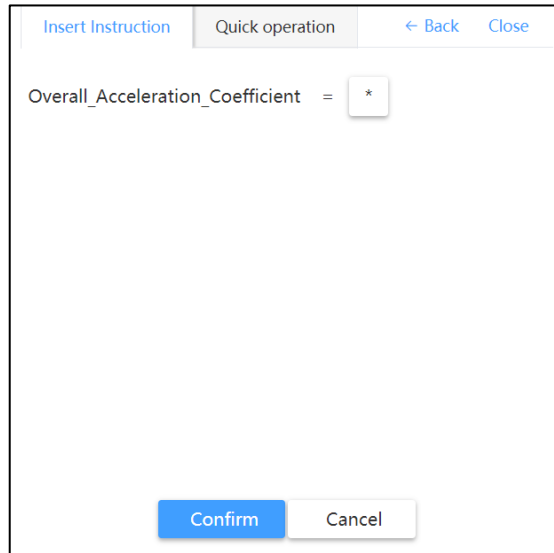 Insert Instruction Quick operation ← Back Close
Overall_Acceleration_Coefficient = *
Confirm Cancel